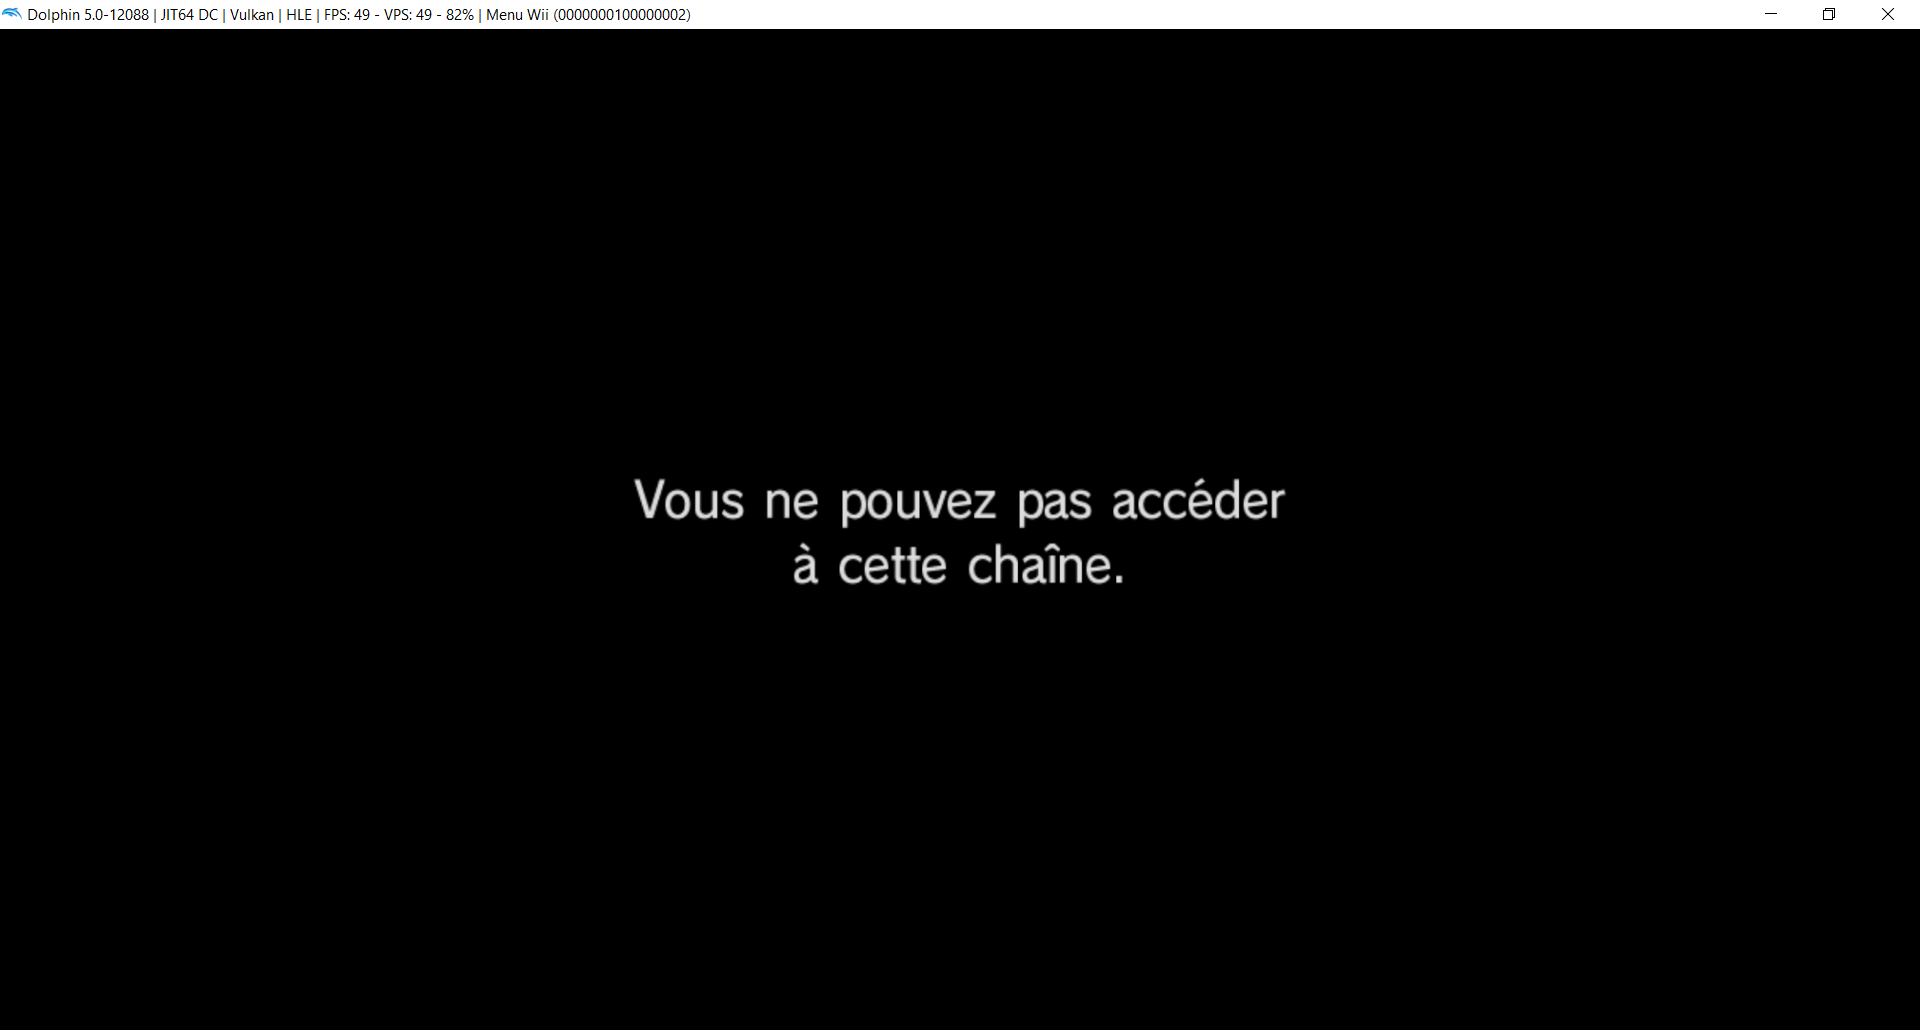 Dolphin 5.0-12088 | JIT64 DC | Vulkan | HLE | FPS: 49 - VPS: 49 - 82% | Menu Wii (0000000100000002)
Vous ne pouvez pas accéder
à cette chaîne.